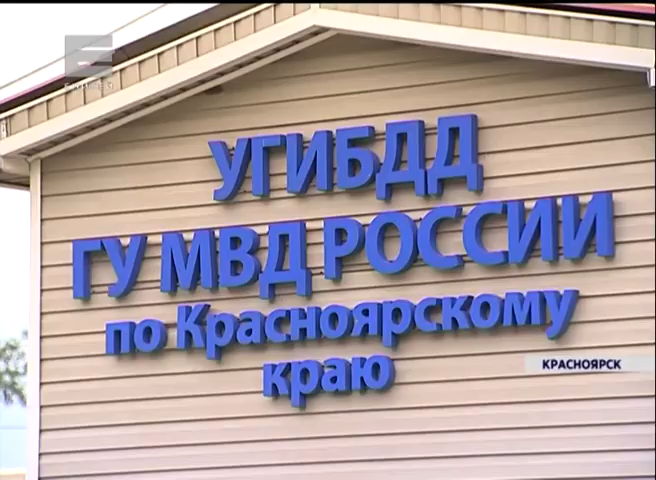 УГИБДД
ГУ МВД РОССИИ
по Красноярскому
краю
КРАСНОЯРСК